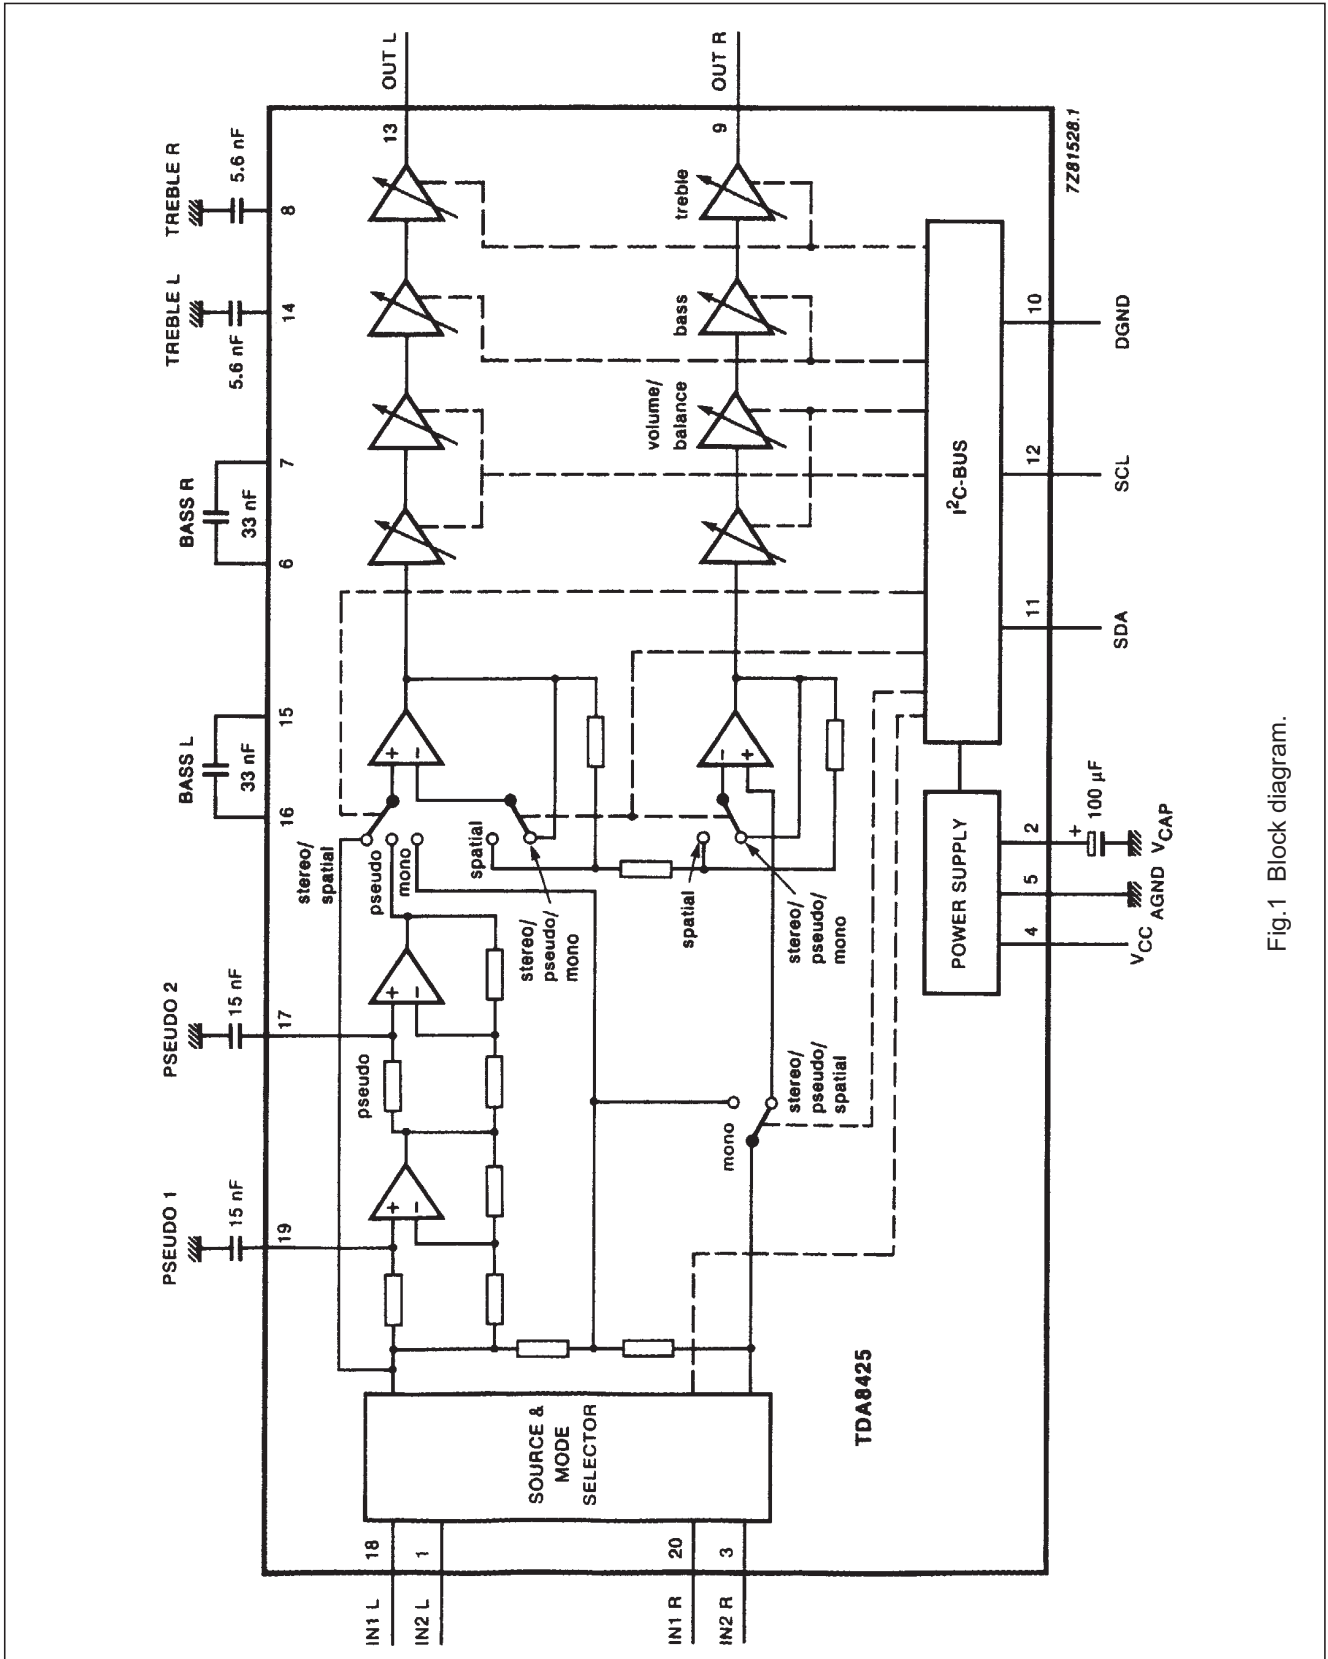 PSEUDO 1
15 nF
19
PSEUDO 2
15 nF
17
BASS L
33 nF
16
15
BASS R
33 nF
6
7
TREBLE L
5.6 nF
14
TREBLE R
5.6 nF
8
IN1 L
18
IN2 L
1
IN1 R
20
IN2 R
3
SOURCE &
MODE
SELECTOR
+
−
pseudo
+
−
stereo/
spatial
pseudo
mono
+
−
spatial
stereo/
pseudo/
mono
spatial
stereo/
pseudo/
mono
−
+
mono
stereo/
pseudo/
spatial
volume/
balance
bass
treble
13
OUT L
9
OUT R
TDA8425
POWER SUPPLY
I²C-BUS
4
VCC
5
AGND
2
+
100 µF
VCAP
11
SDA
12
SCL
10
DGND
7Z81528.1
Fig.1 Block diagram.